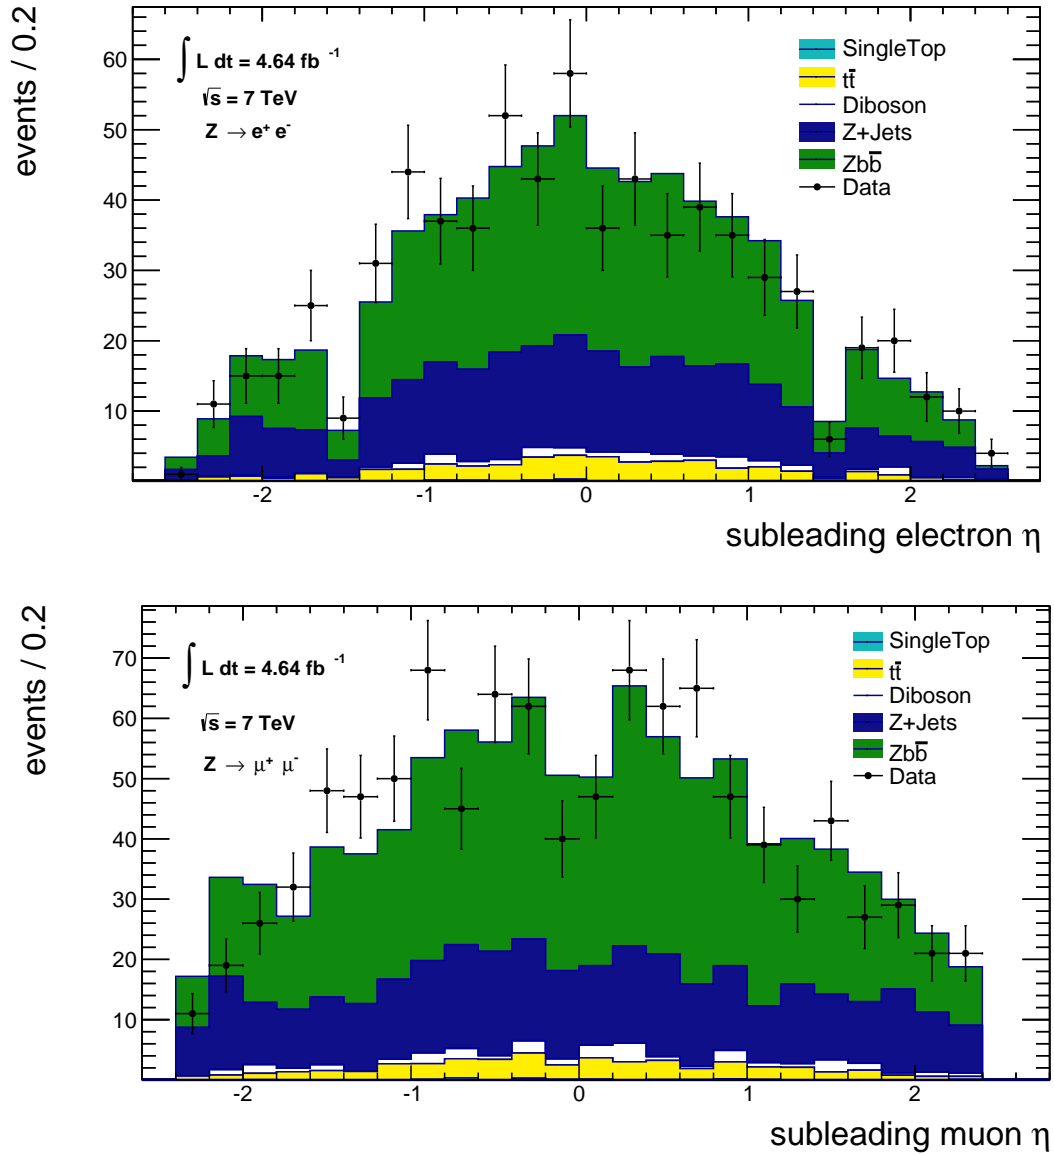 events / 0.2
60
50
40
30
20
10
∫ L dt = 4.64 fb⁻¹
√s = 7 TeV
Z → e⁺ e⁻
SingleTop
tt̄
Diboson
Z+Jets
Zbb̄
Data
-2 -1 0 1 2
subleading electron η
events / 0.2
70
60
50
40
30
20
10
∫ L dt = 4.64 fb⁻¹
√s = 7 TeV
Z → μ⁺ μ⁻
SingleTop
tt̄
Diboson
Z+Jets
Zbb̄
Data
-2 -1 0 1 2
subleading muon η